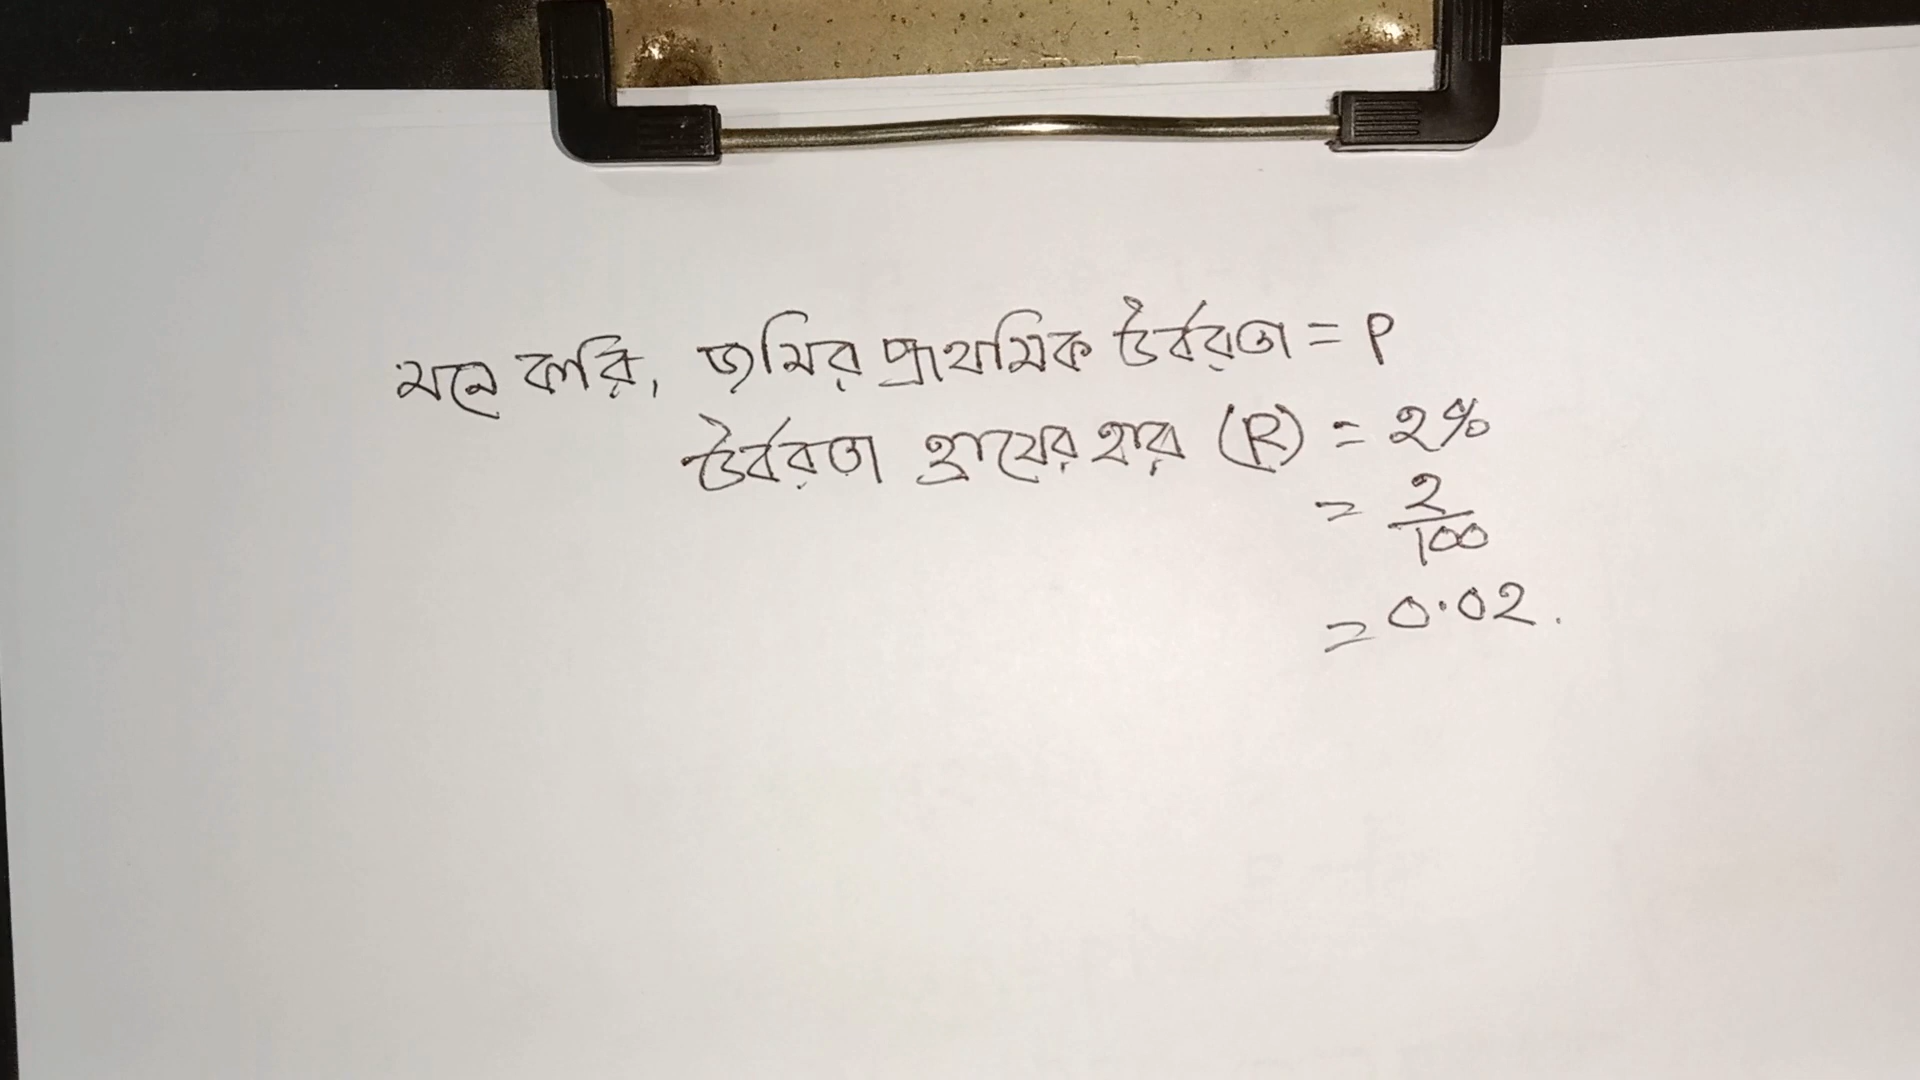 মনে করি, জমির প্রাথমিক উর্বরতা = P
উর্বরতা হ্রাষের হার (R) = 2%
= 2/100
= 0.02.